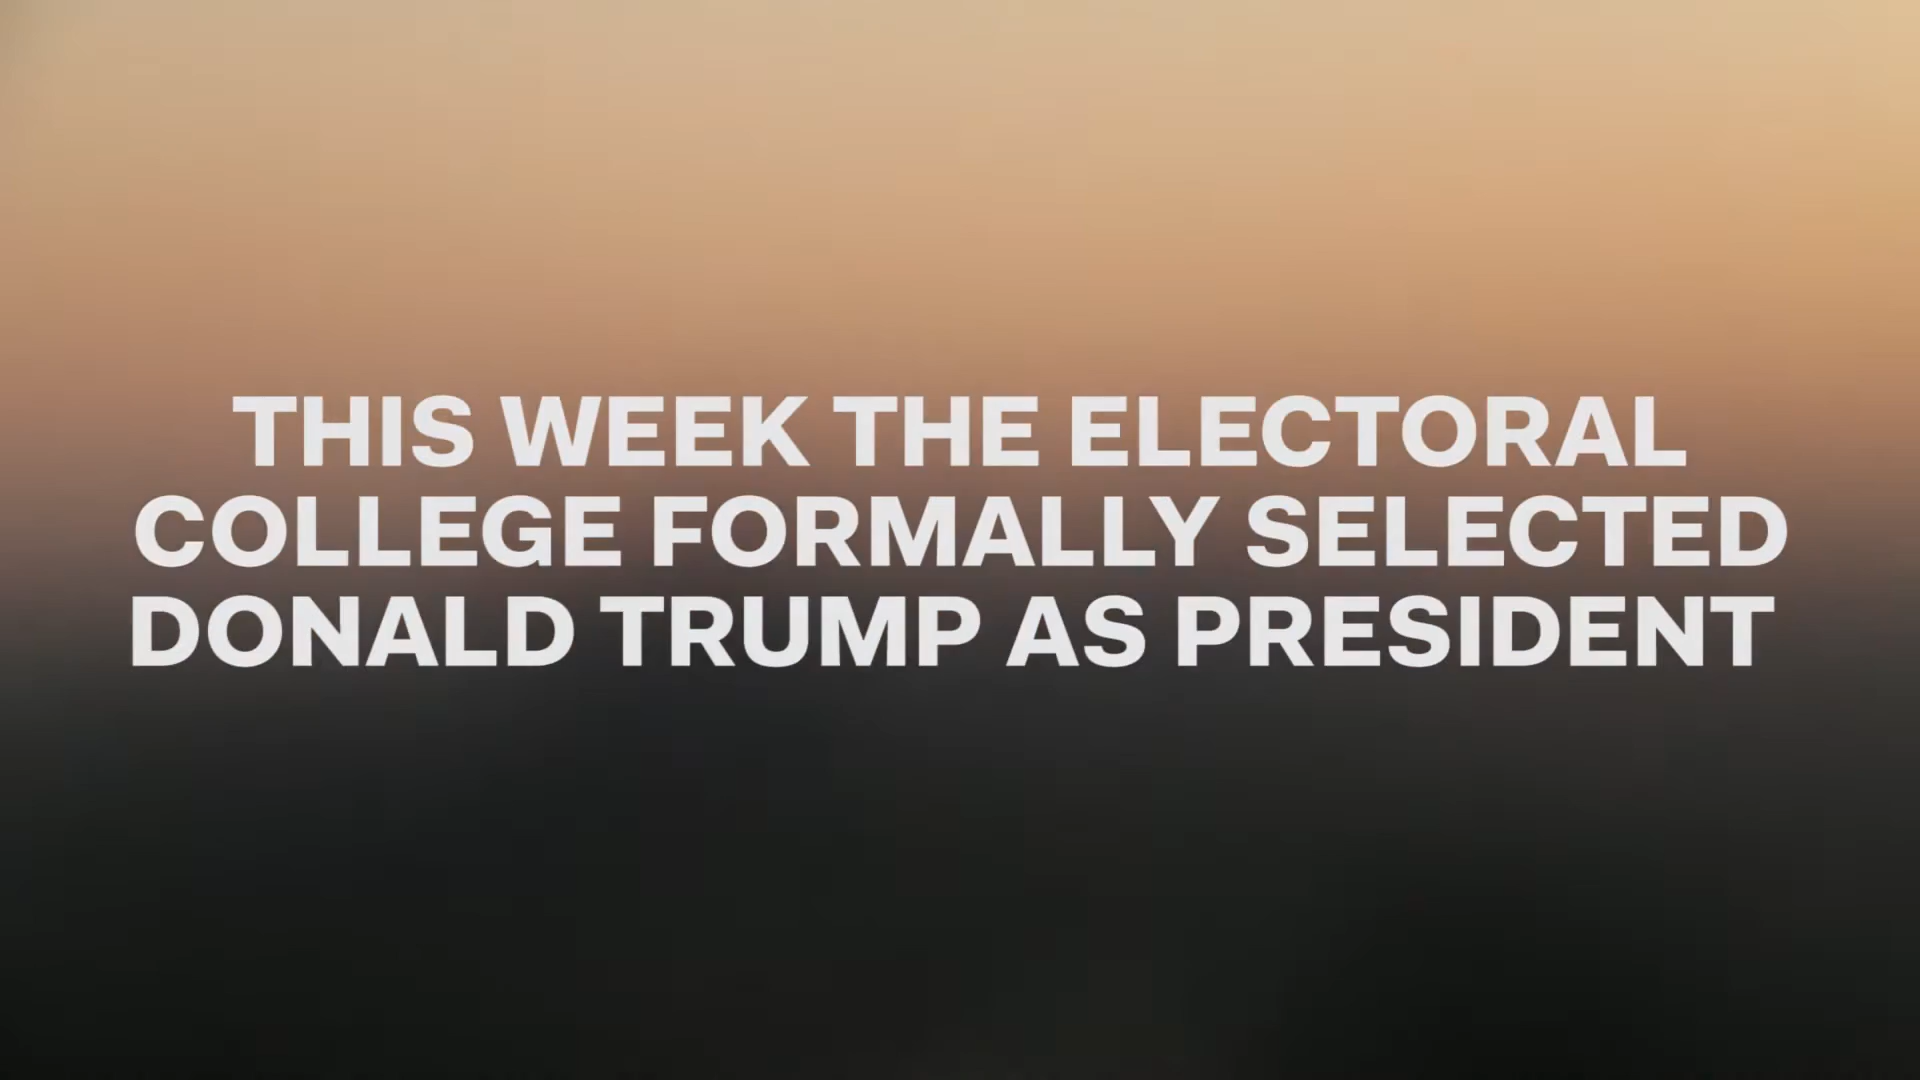 THIS WEEK THE ELECTORAL
COLLEGE FORMALLY SELECTED
DONALD TRUMP AS PRESIDENT